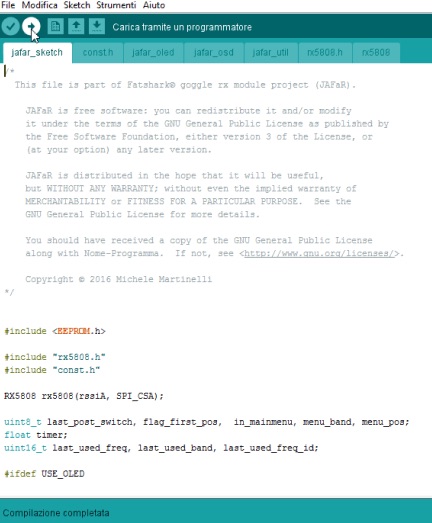 File Modifica Sketch Strumenti Aiuto
Carica tramite un programmatore
jafar_sketch const.h jafar_oled jafar_osd jafar_util rx5808.h rx5808
/*
This file is part of Fatshark® goggle rx module project (JAFaR).
JAFaR is free software: you can redistribute it and/or modify
it under the terms of the GNU General Public License as published by
the Free Software Foundation, either version 3 of the License, or
(at your option) any later version.
JAFaR is distributed in the hope that it will be useful,
but WITHOUT ANY WARRANTY; without even the implied warranty of
MERCHANTABILITY or FITNESS FOR A PARTICULAR PURPOSE. See the
GNU General Public License for more details.
You should have received a copy of the GNU General Public License
along with Nome-Programma. If not, see <http://www.gnu.org/licenses/>.
Copyright © 2016 Michele Martinelli
*/
#include <EEPROM.h>
#include "rx5808.h"
#include "const.h"
RX5808 rx5808(rssiA, SPI_CSA);
uint8_t last_post_switch, flag_first_pos, in_mainmenu, menu_band, menu_pos;
float timer;
uint16_t last_used_freq, last_used_band, last_used_freq_id;
#ifdef USE_OLED
Compilazione completata